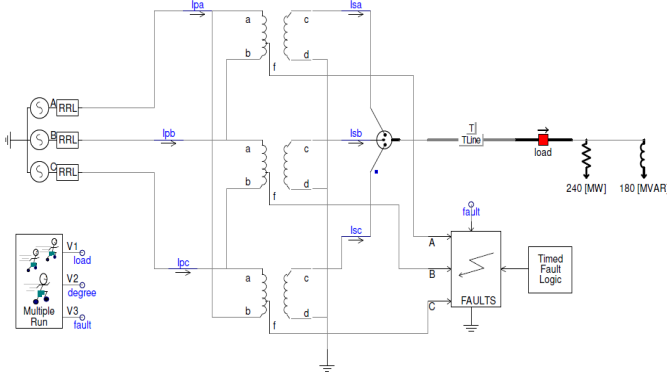 Ipa
a
c
Isa
b
d
f
A
RRL
B
RRL
C
RRL
Ipb
a
c
Isb
b
d
f
T
TLine
load
240 [MW]
180 [MVAR]
Ipc
a
c
Isc
b
d
f
fault
A
B
C
FAULTS
Timed
Fault
Logic
V1
load
V2
degree
V3
fault
Multiple
Run